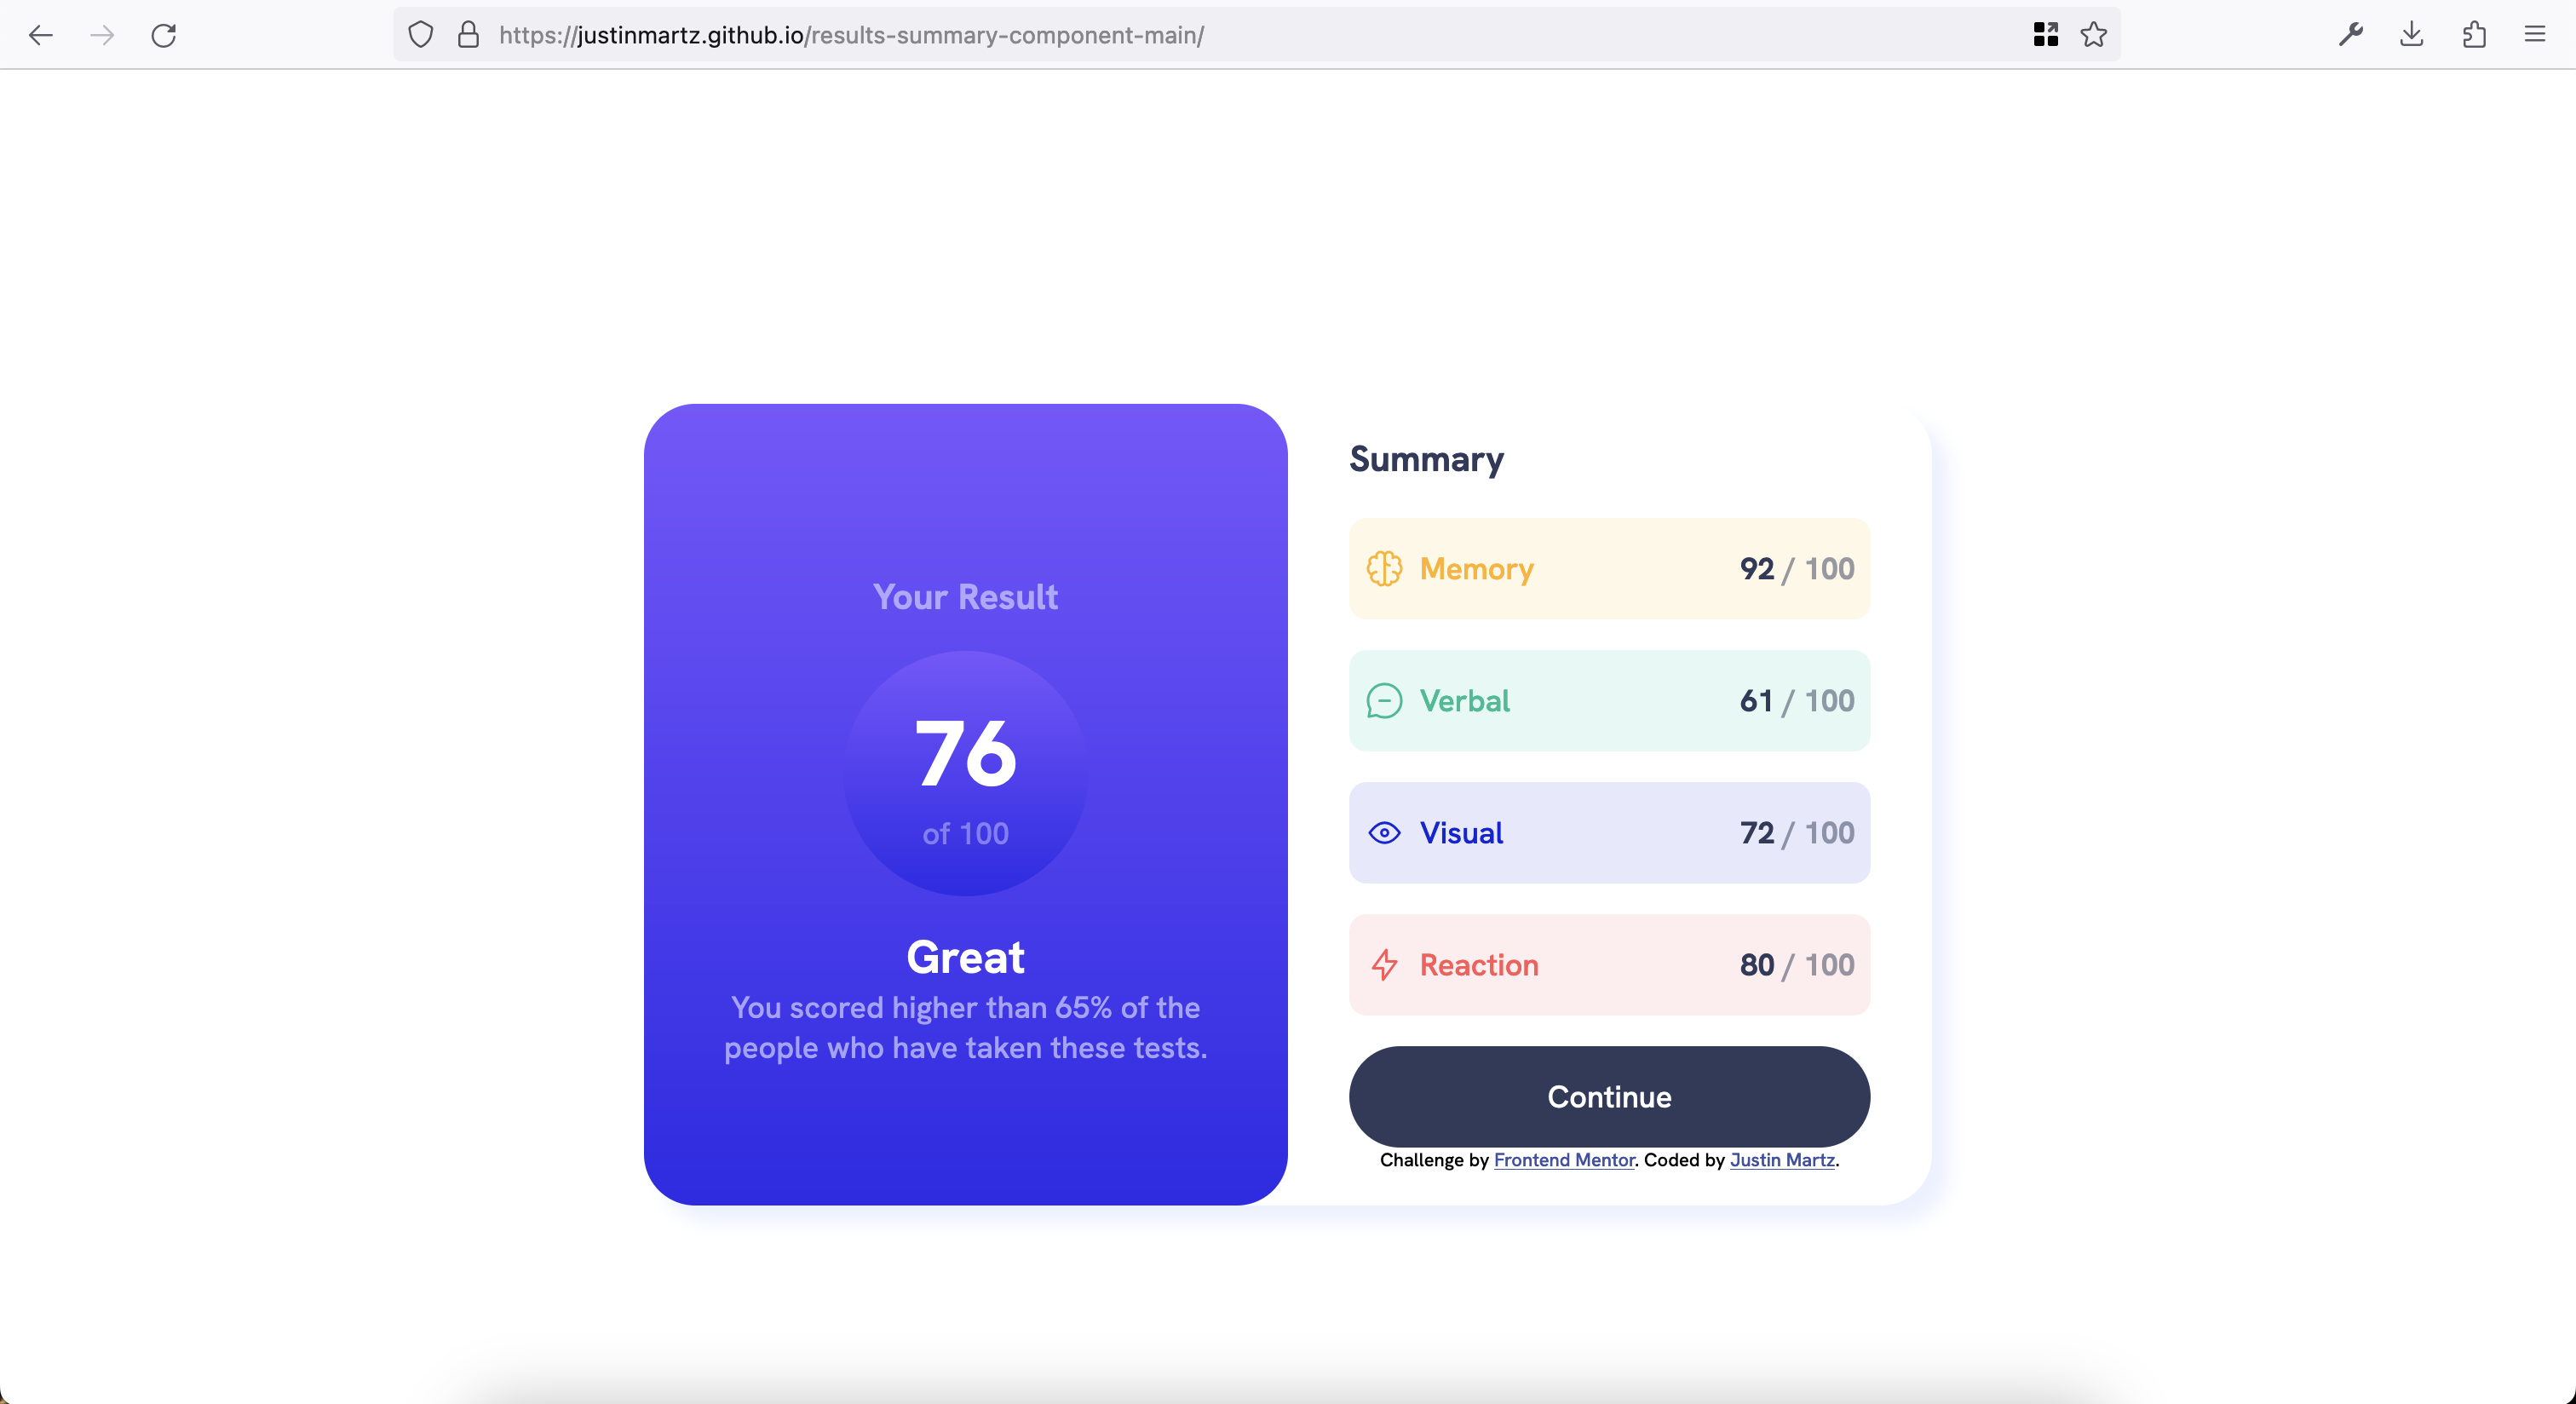 https://justinmartz.github.io/results-summary-component-main/
Your Result
76
of 100
Great
You scored higher than 65% of the
people who have taken these tests.
Summary
Memory 92 / 100
Verbal 61 / 100
Visual 72 / 100
Reaction 80 / 100
Continue
Challenge by Frontend Mentor. Coded by Justin Martz.